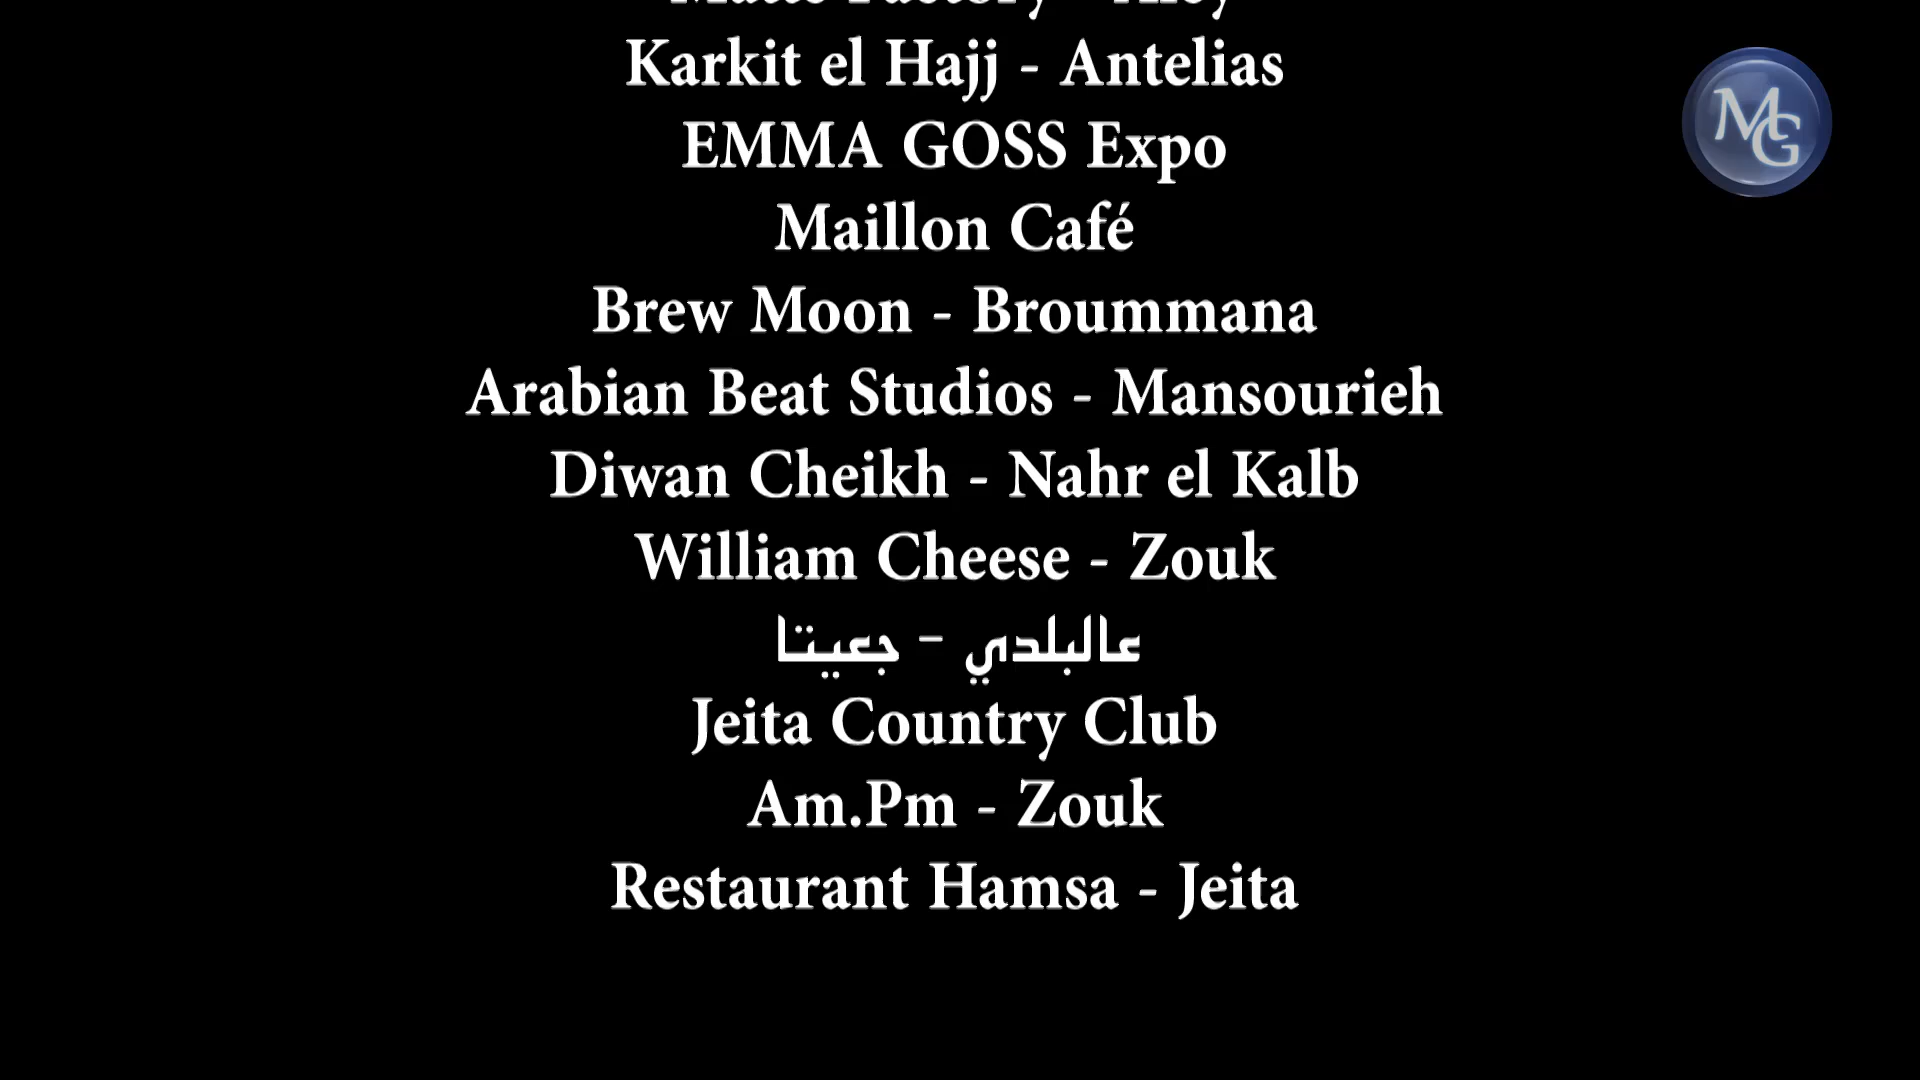 Karkit el Hajj - Antelias
MG
EMMA GOSS Expo
Maillon Café
Brew Moon - Broummana
Arabian Beat Studios - Mansourieh
Diwan Cheikh - Nahr el Kalb
William Cheese - Zouk
عالبلدي - جعيتا
Jeita Country Club
Am.Pm - Zouk
Restaurant Hamsa - Jeita